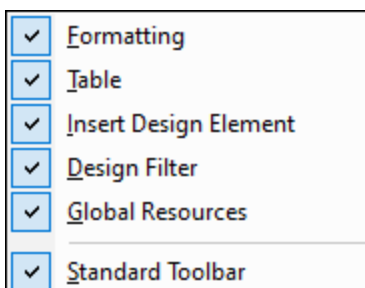 Formatting
Table
Insert Design Element
Design Filter
Global Resources
Standard Toolbar